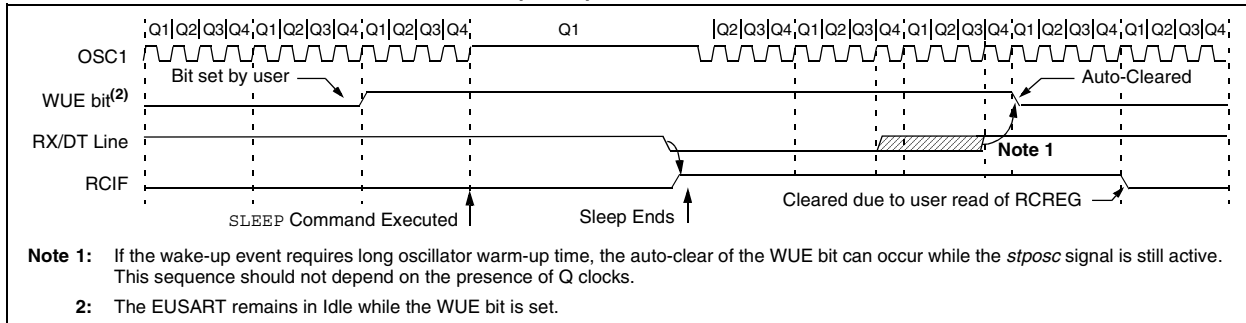 Q1 Q2 Q3 Q4 Q1 Q2 Q3 Q4 Q1 Q2 Q3 Q4 Q1 Q2 Q3 Q4 Q1 Q2 Q3 Q4 Q1 Q2 Q3 Q4 Q1 Q2 Q3 Q4 Q1 Q2 Q3 Q4
OSC1
Bit set by user
Auto-Cleared
WUE bit(2)
RX/DT Line
Note 1
RCIF
Cleared due to user read of RCREG
SLEEP Command Executed
Sleep Ends
Note 1: If the wake-up event requires long oscillator warm-up time, the auto-clear of the WUE bit can occur while the stposc signal is still active.
This sequence should not depend on the presence of Q clocks.
2: The EUSART remains in Idle while the WUE bit is set.